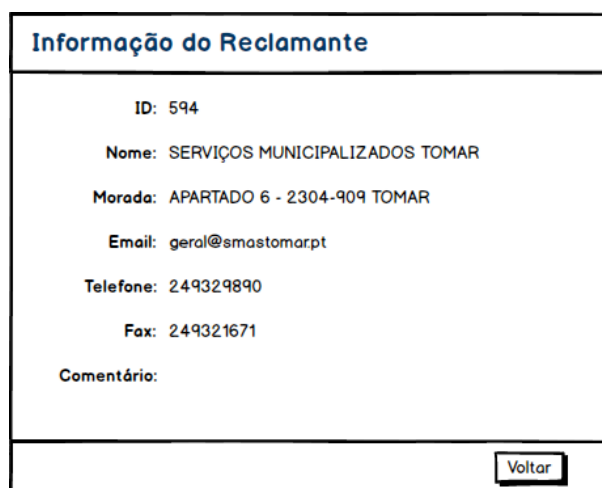 Informação do Reclamante
ID: 594
Nome: SERVIÇOS MUNICIPALIZADOS TOMAR
Morada: APARTADO 6 - 2304-909 TOMAR
Email: geral@smastomar.pt
Telefone: 249329890
Fax: 249321671
Comentário:
Voltar